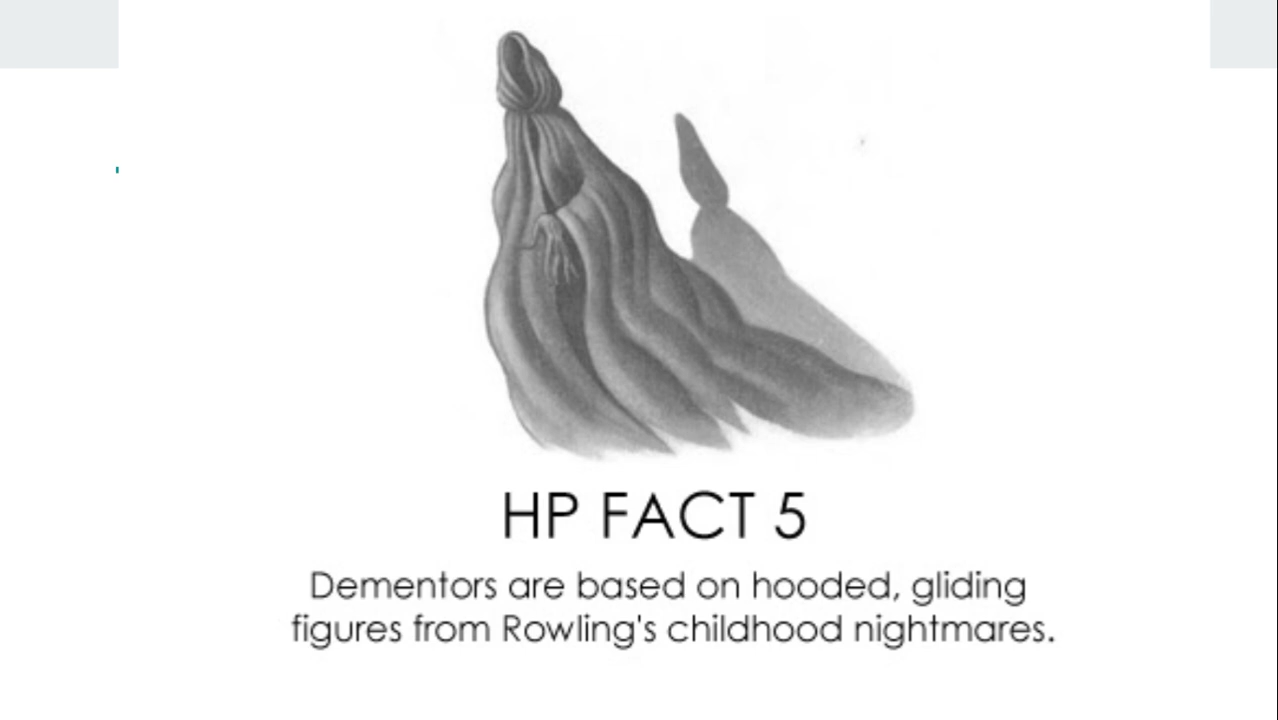 HP FACT 5
Dementors are based on hooded, gliding
figures from Rowling's childhood nightmares.